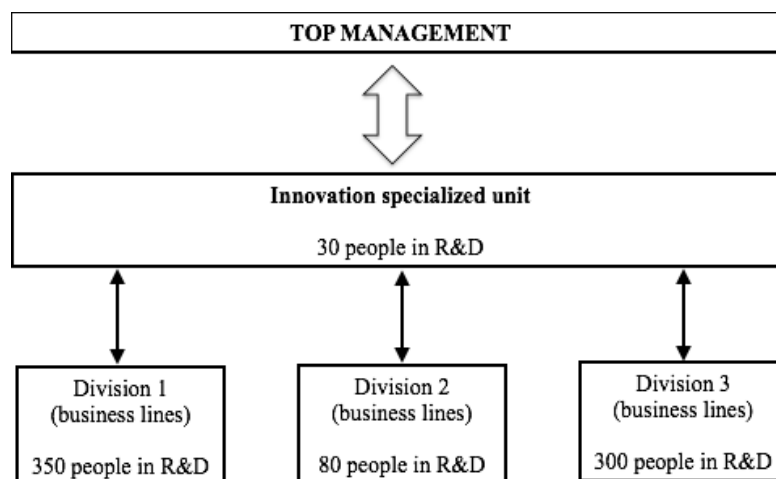 TOP MANAGEMENT
Innovation specialized unit
30 people in R&D
Division 1
(business lines)
350 people in R&D
Division 2
(business lines)
80 people in R&D
Division 3
(business lines)
300 people in R&D